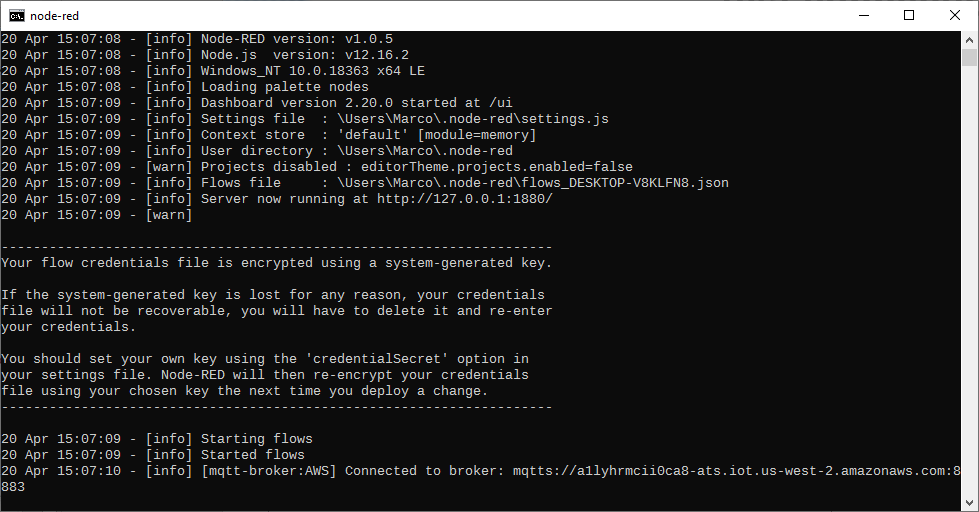 node-red
20 Apr 15:07:08 - [info] Node-RED version: v1.0.5
20 Apr 15:07:08 - [info] Node.js  version: v12.16.2
20 Apr 15:07:08 - [info] Windows_NT 10.0.18363 x64 LE
20 Apr 15:07:08 - [info] Loading palette nodes
20 Apr 15:07:09 - [info] Dashboard version 2.20.0 started at /ui
20 Apr 15:07:09 - [info] Settings file  : \Users\Marco\.node-red\settings.js
20 Apr 15:07:09 - [info] Context store  : 'default' [module=memory]
20 Apr 15:07:09 - [info] User directory : \Users\Marco\.node-red
20 Apr 15:07:09 - [warn] Projects disabled : editorTheme.projects.enabled=false
20 Apr 15:07:09 - [info] Flows file     : \Users\Marco\.node-red\flows_DESKTOP-V8KLFN8.json
20 Apr 15:07:09 - [info] Server now running at http://127.0.0.1:1880/
20 Apr 15:07:09 - [warn]
---------------------------------------------------------------------
Your flow credentials file is encrypted using a system-generated key.
If the system-generated key is lost for any reason, your credentials
file will not be recoverable, you will have to delete it and re-enter
your credentials.
You should set your own key using the 'credentialSecret' option in
your settings file. Node-RED will then re-encrypt your credentials
file using your chosen key the next time you deploy a change.
---------------------------------------------------------------------
20 Apr 15:07:09 - [info] Starting flows
20 Apr 15:07:09 - [info] Started flows
20 Apr 15:07:10 - [info] [mqtt-broker:AWS] Connected to broker: mqtts://a1lyhrmcii0ca8-ats.iot.us-west-2.amazonaws.com:8
883